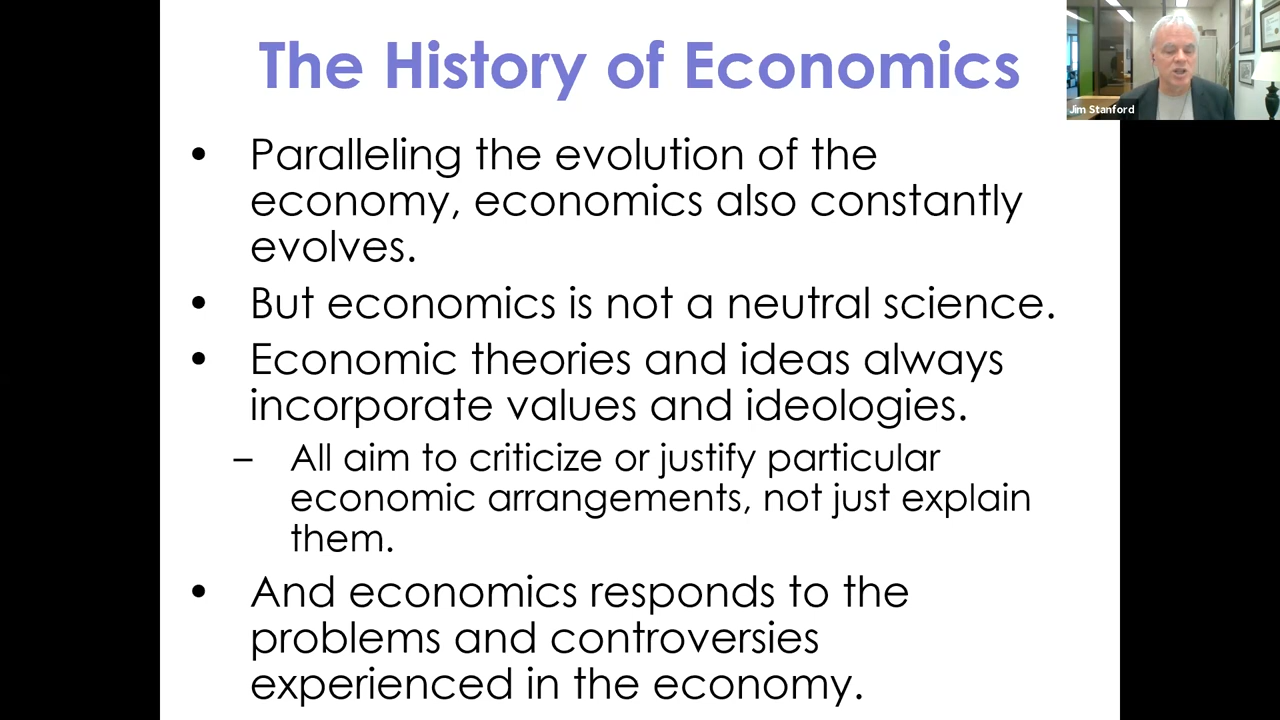 The History of Economics
Jim Stanford
• Paralleling the evolution of the
economy, economics also constantly
evolves.
• But economics is not a neutral science.
• Economic theories and ideas always
incorporate values and ideologies.
– All aim to criticize or justify particular
economic arrangements, not just explain
them.
• And economics responds to the
problems and controversies
experienced in the economy.